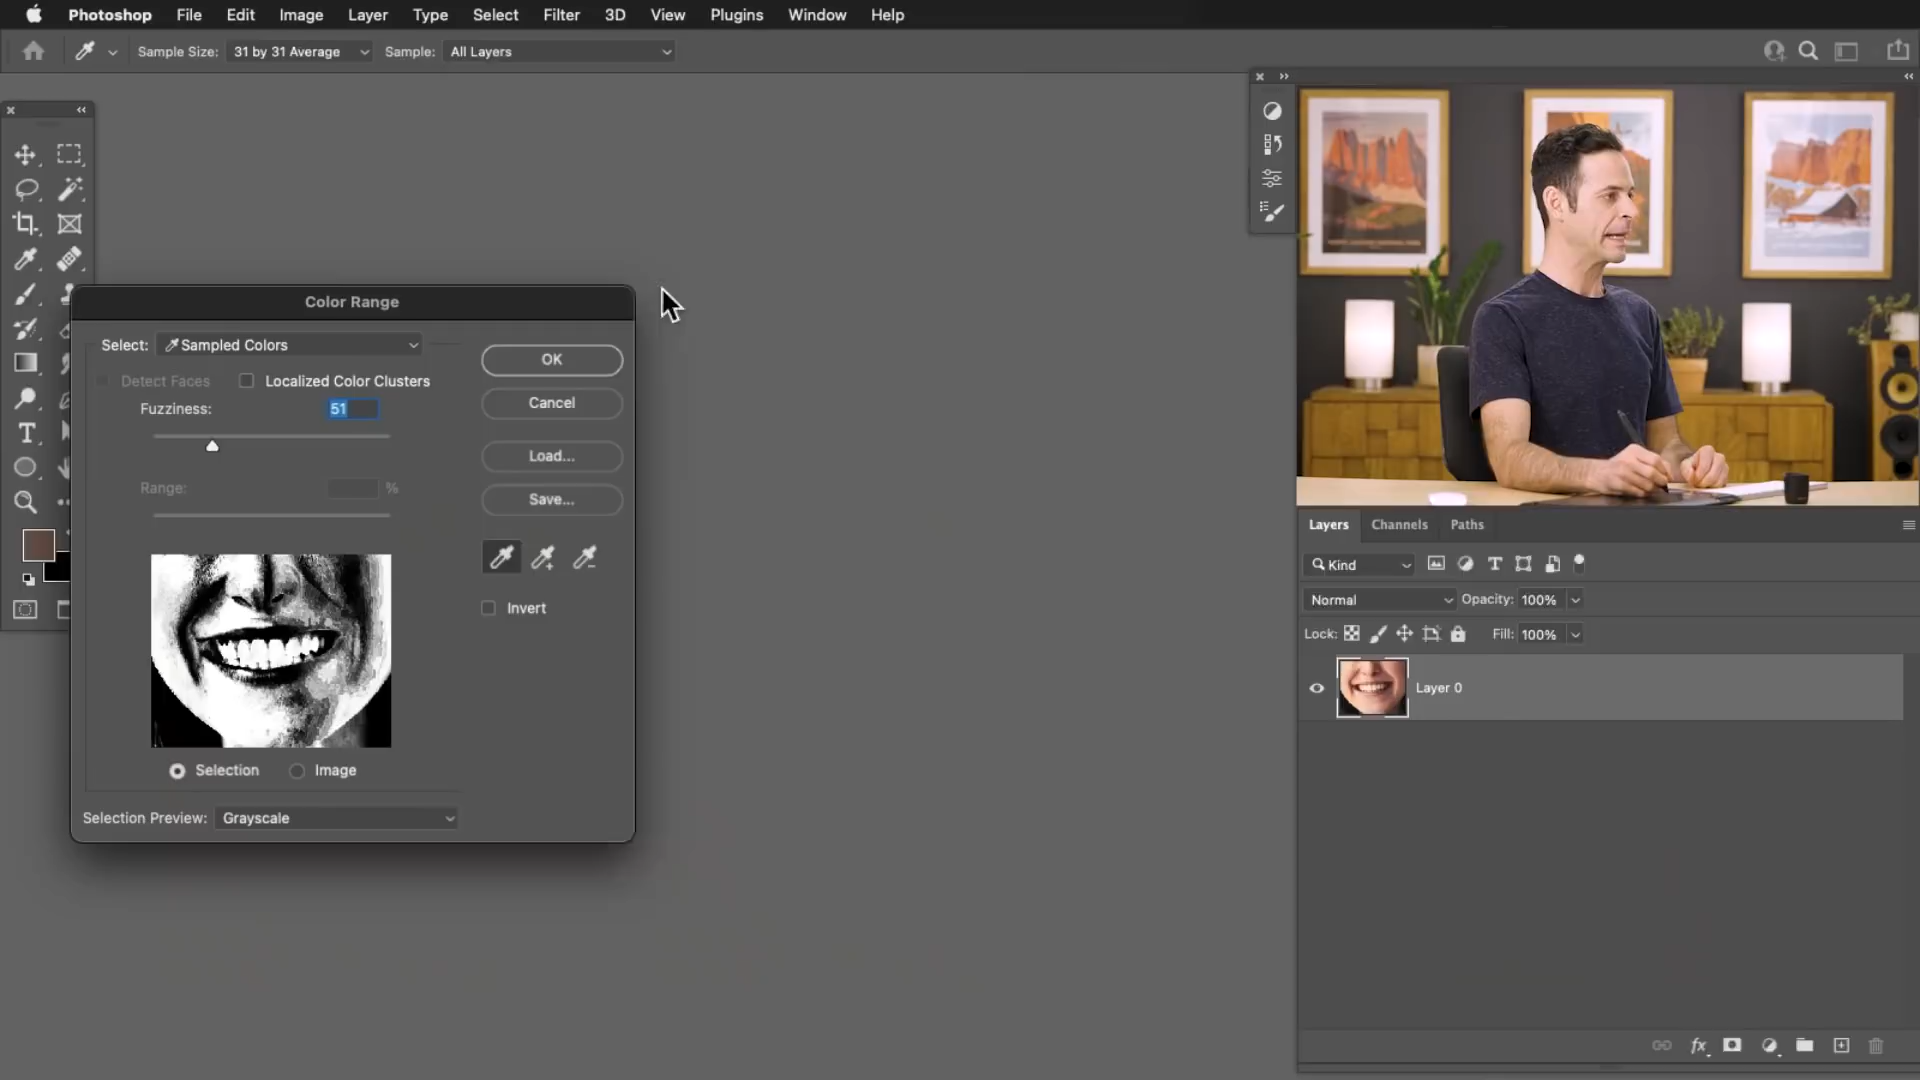 Photoshop File Edit Image Layer Type Select Filter 3D View Plugins Window Help
Sample Size: 31 by 31 Average Sample: All Layers
Color Range
Select: Sampled Colors
OK
Detect Faces Localized Color Clusters
Fuzziness: 51
Cancel
Load...
Range: %
Save...
Invert
Selection Image
Selection Preview: Grayscale
Layers Channels Paths
Kind
Normal Opacity: 100%
Lock: Fill: 100%
Layer 0